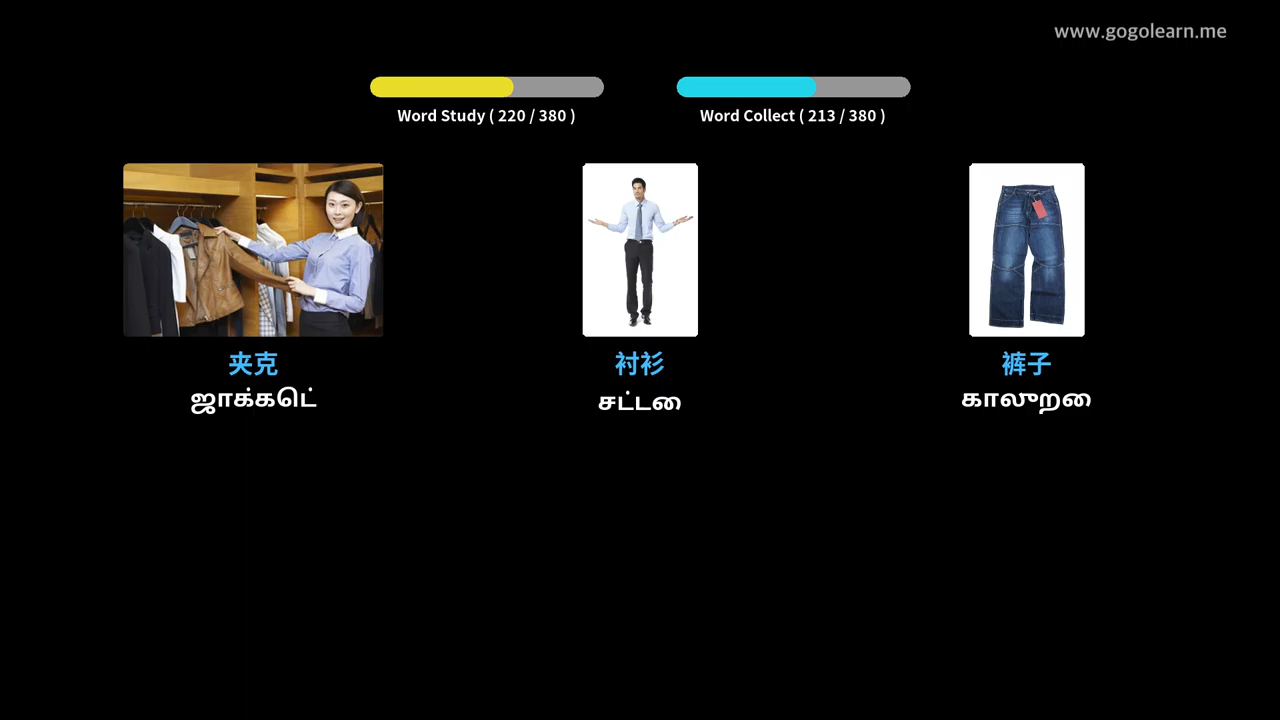 www.gogolearn.me
Word Study ( 220 / 380 )
Word Collect ( 213 / 380 )
夹克
衬衫
裤子
ஜாக்கெட்
சட்டை
காலுறை